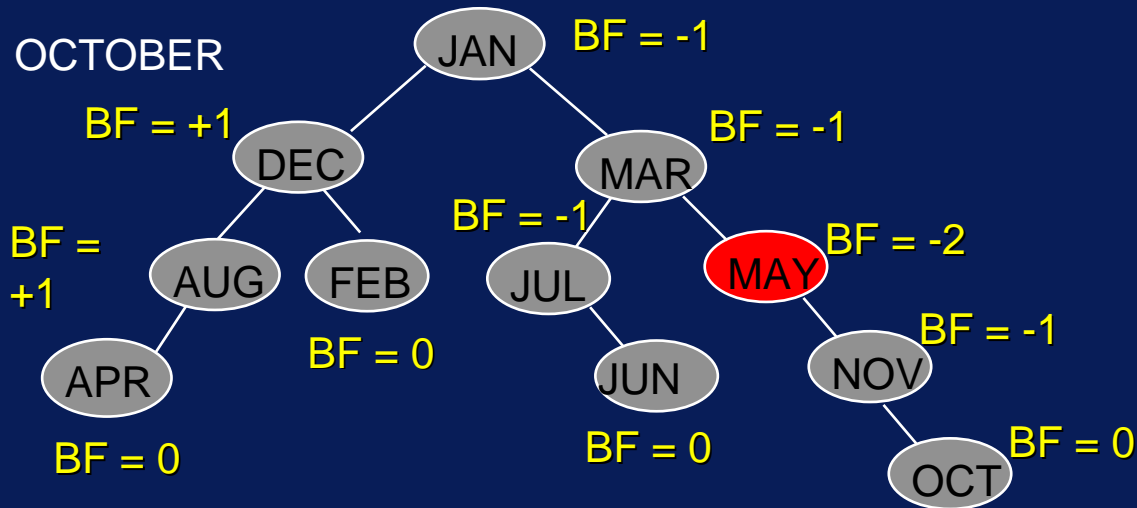 JAN
BF = -1
OCTOBER
BF = +1
BF = -1
DEC
MAR
BF = -1
BF =
+1
BF = -2
AUG
FEB
JUL
MAY
BF = 0
BF = -1
APR
JUN
NOV
BF = 0
BF = 0
BF = 0
OCT